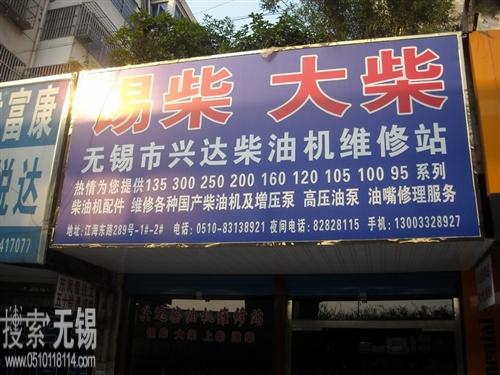 锡柴 大柴
无锡市兴达柴油机维修站
热情为您提供135 300 250 200 160 120 105 100 95 系列
柴油机配件 维修各种国产柴油机及增压泵 高压油泵 油嘴修理服务
地址:江海东路289号-1#-2# 电话:0510-83138921 夜间电话:82828115 手机:13003328927
富康
锐达
417077
搜索无锡
www.0510118114.com